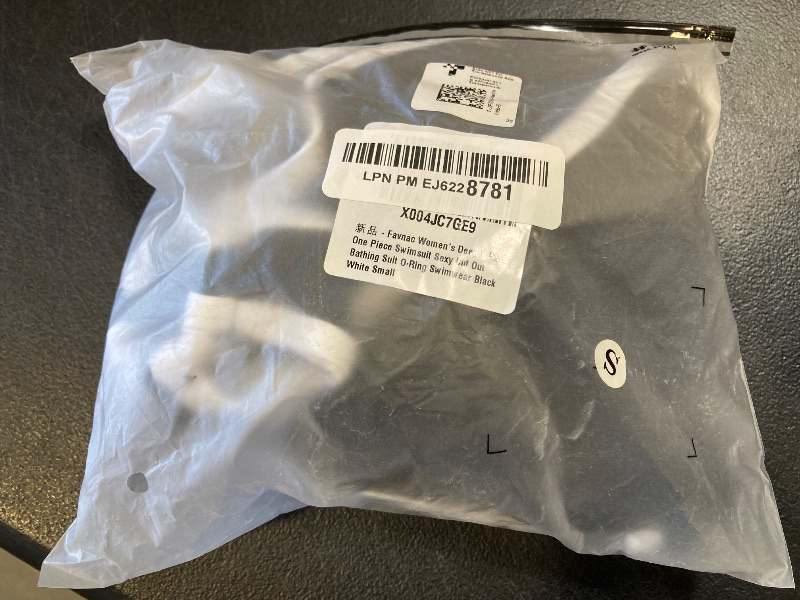 LPN PM EJ6228781
X004JC7GE9
新品 - Favnac Women's
One Piece Swimsuit Sexy Cut Out
Bathing Suit O-Ring Swimwear Black
White Small
S